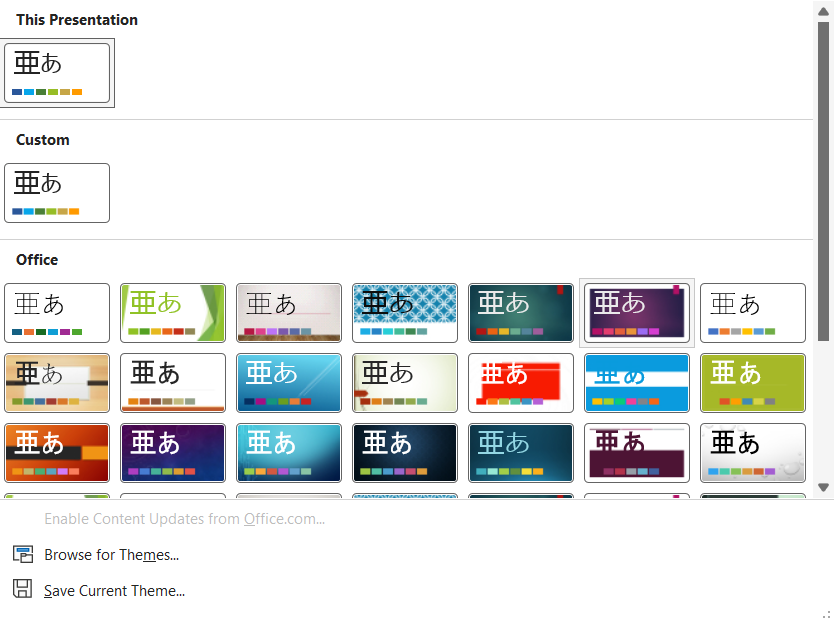 This Presentation
亜あ
Custom
亜あ
Office
亜あ 亜あ 亜あ 亜あ 亜あ 亜あ 亜あ
亜あ 亜あ 亜あ 亜あ 亜あ 亜あ 亜あ
亜あ 亜あ 亜あ 亜あ 亜あ 亜あ 亜あ
Enable Content Updates from Office.com...
Browse for Themes...
Save Current Theme...